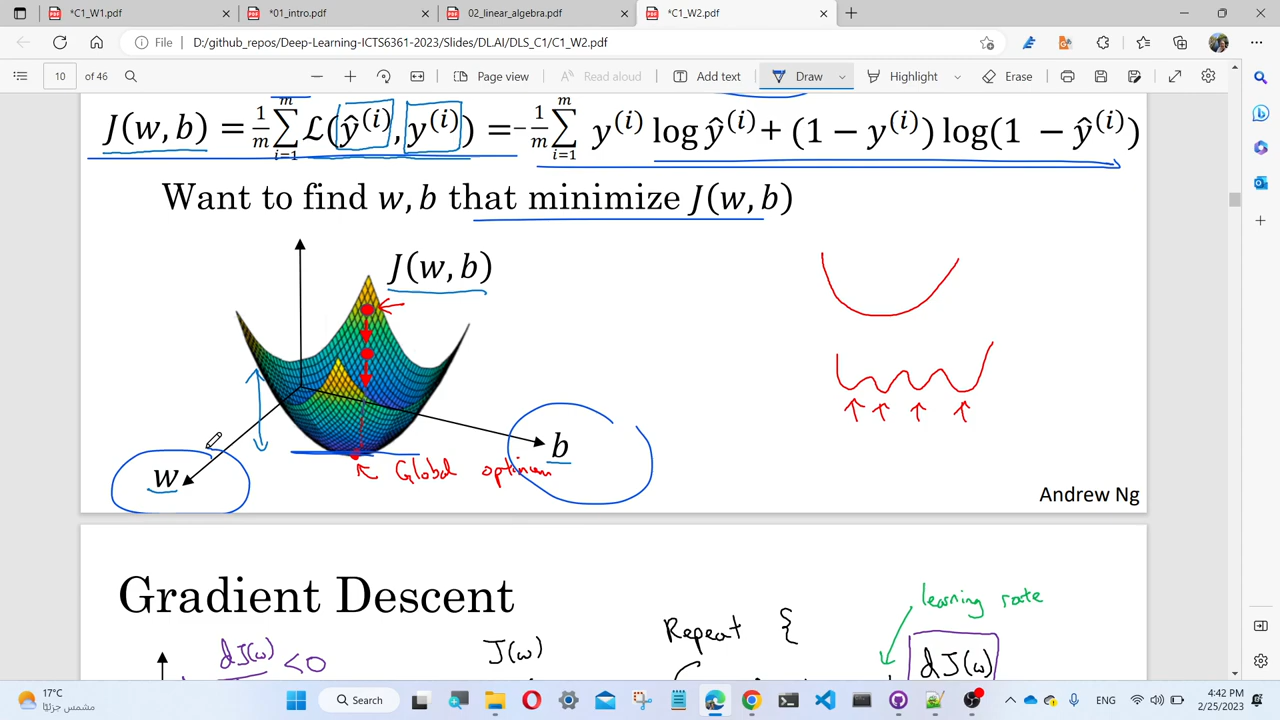 *C1_W1.pdf
*01_intro.pdf
02_linear_algebra.pdf
*C1_W2.pdf
File
D:/github_repos/Deep-Learning-ICTS6361-2023/Slides/DL.AI/DLS_C1/C1_W2.pdf
10 of 46
Page view
Read aloud
Add text
Draw
Highlight
Erase
J(w, b) = 1/m ∑_{i=1}^{m} ℒ(ŷ⁽ⁱ⁾, y⁽ⁱ⁾) = −1/m ∑_{i=1}^{m} y⁽ⁱ⁾ log ŷ⁽ⁱ⁾ + (1 − y⁽ⁱ⁾) log(1 − ŷ⁽ⁱ⁾)
Want to find w, b that minimize J(w, b)
J(w, b)
b
w
Global optimum
Andrew Ng
Gradient Descent
learning rate
Repeat {
dJ(w) <0
J(w)
dJ(w)
17°C
مشمس جزئيًا
Search
ENG
4:42 PM
2/25/2023